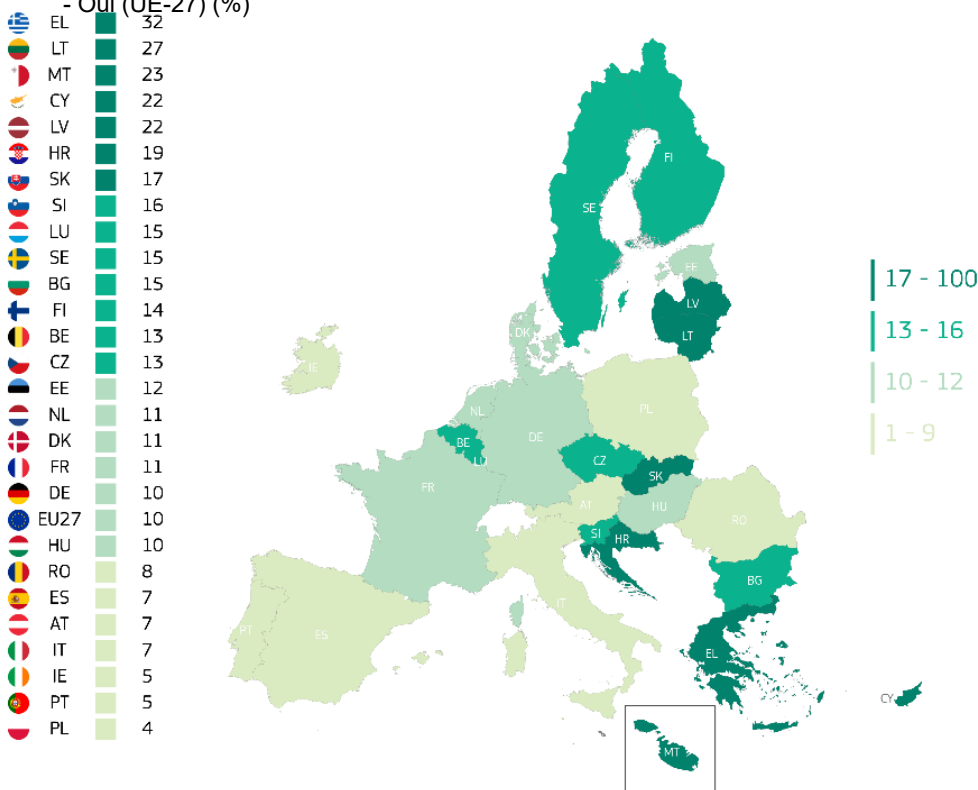 - Oui (UE-27) (%)
EL 32
LT 27
MT 23
CY 22
LV 22
HR 19
SK 17
SI 16
LU 15
SE 15
BG 15
FI 14
BE 13
CZ 13
EE 12
NL 11
DK 11
FR 11
DE 10
EU27 10
HU 10
RO 8
ES 7
AT 7
IT 7
IE 5
PT 5
PL 4
FI
SE
EE
LV
LT
DK
IE
NL
PL
DE
BE
LU
CZ
SK
FR
AT
HU
RO
SI
HR
BG
IT
PT
ES
EL
CY
MT
17 - 100
13 - 16
10 - 12
1 - 9